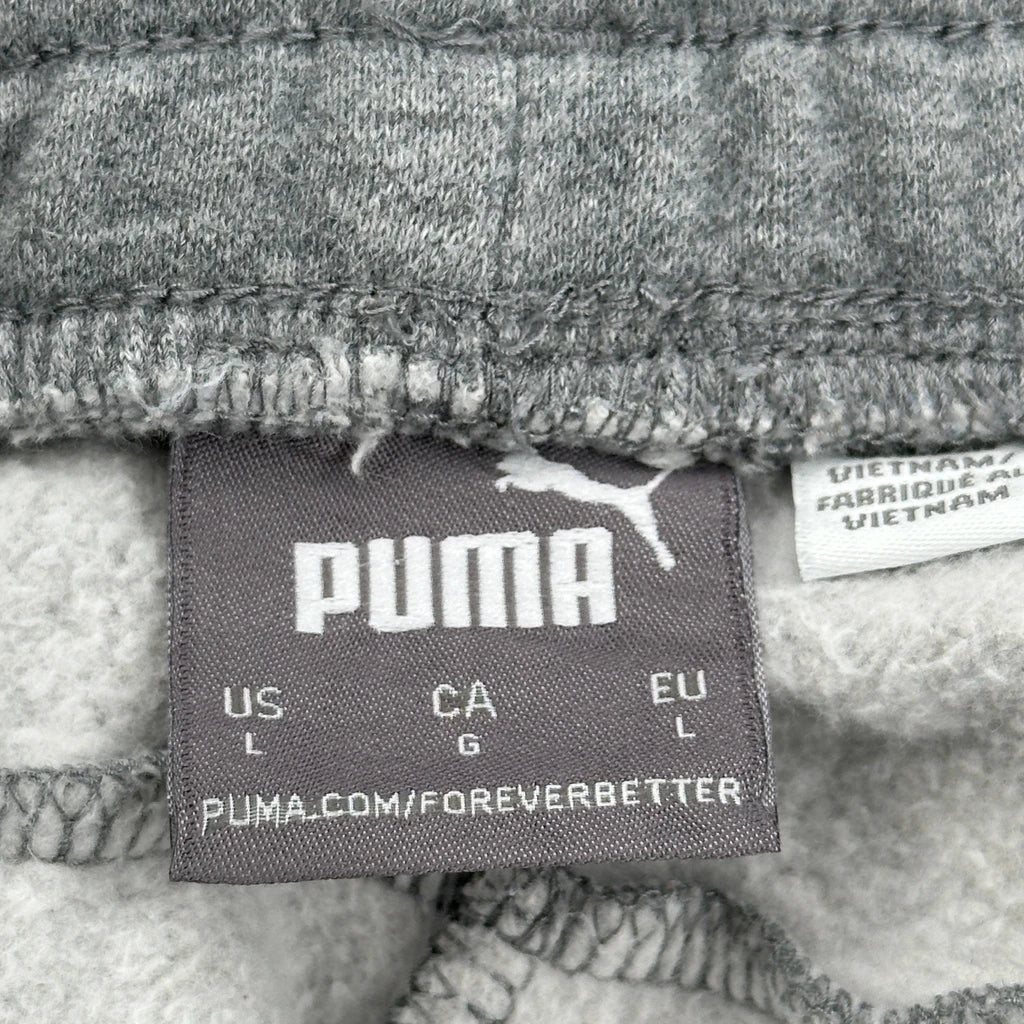 PUMA
US CA EU
L G L
PUMA.COM/FOREVERBETTER
VIETNAM/
FABRIQUÉ AU
VIETNAM